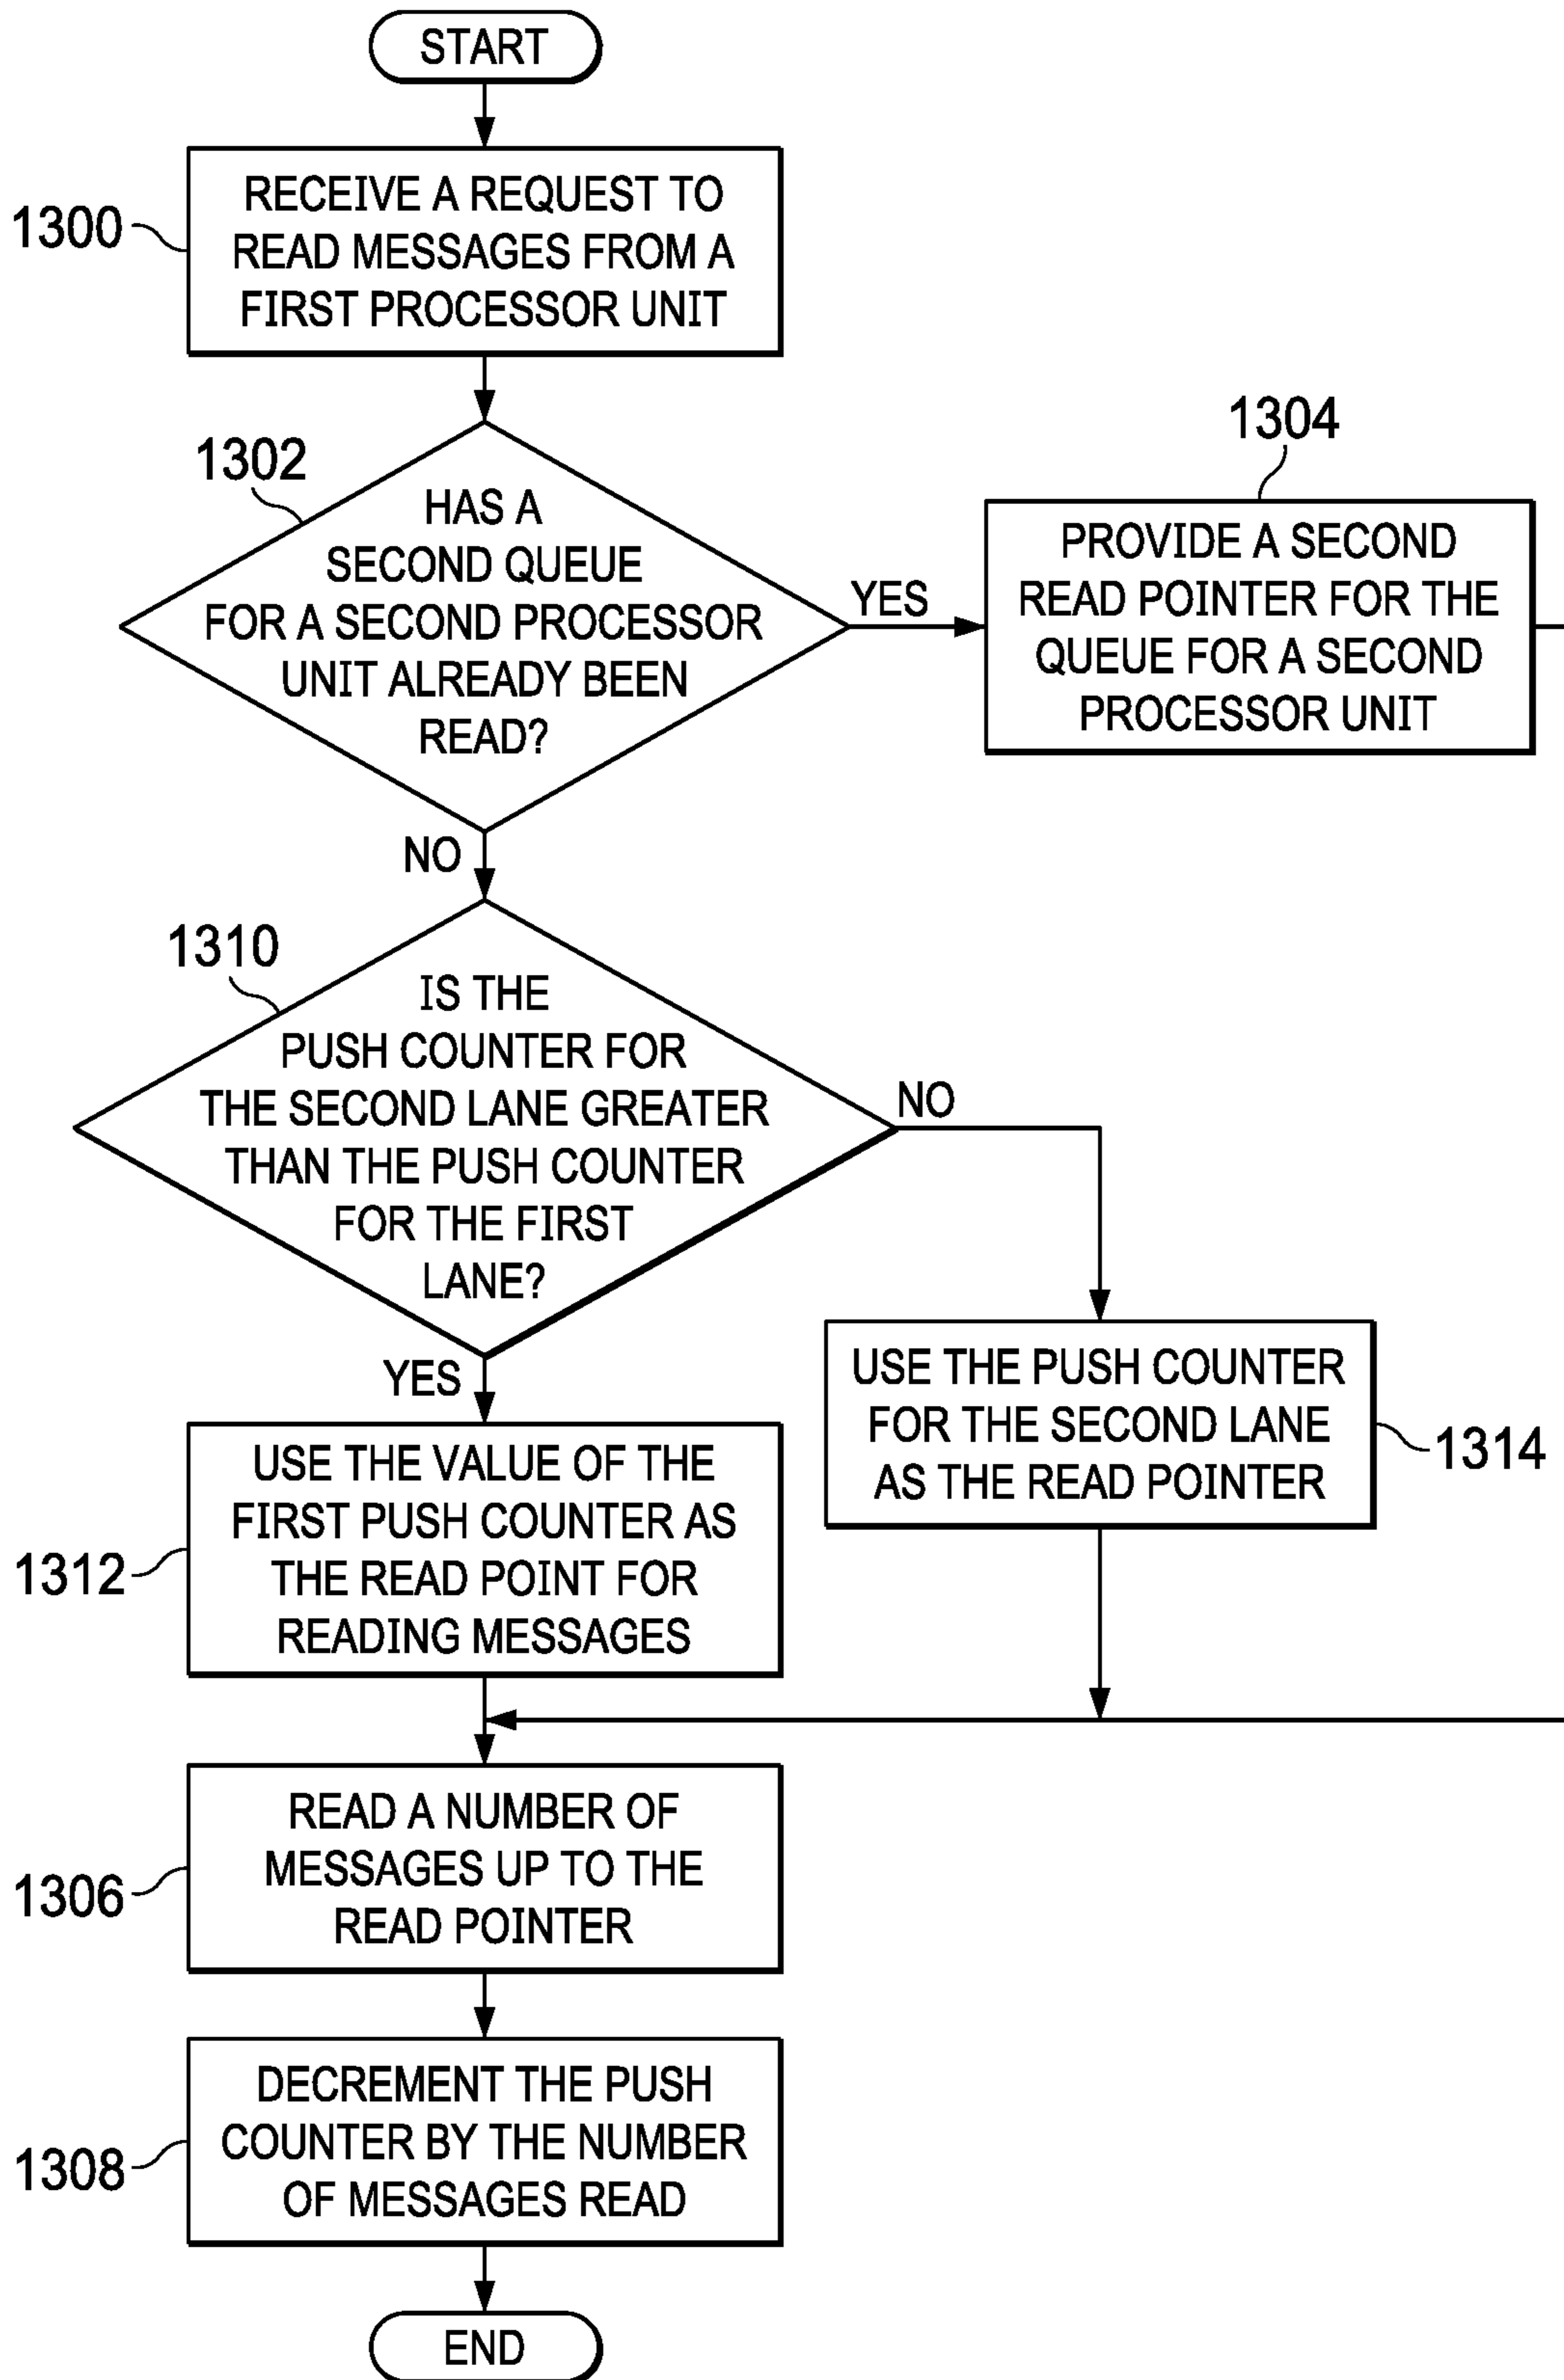 START
1300
RECEIVE A REQUEST TO
READ MESSAGES FROM A
FIRST PROCESSOR UNIT
1302
HAS A
SECOND QUEUE
FOR A SECOND PROCESSOR
UNIT ALREADY BEEN
READ?
YES
1304
PROVIDE A SECOND
READ POINTER FOR THE
QUEUE FOR A SECOND
PROCESSOR UNIT
NO
1310
IS THE
PUSH COUNTER FOR
THE SECOND LANE GREATER
THAN THE PUSH COUNTER
FOR THE FIRST
LANE?
NO
YES
USE THE PUSH COUNTER
FOR THE SECOND LANE
AS THE READ POINTER
1314
1312
USE THE VALUE OF THE
FIRST PUSH COUNTER AS
THE READ POINT FOR
READING MESSAGES
1306
READ A NUMBER OF
MESSAGES UP TO THE
READ POINTER
1308
DECREMENT THE PUSH
COUNTER BY THE NUMBER
OF MESSAGES READ
END